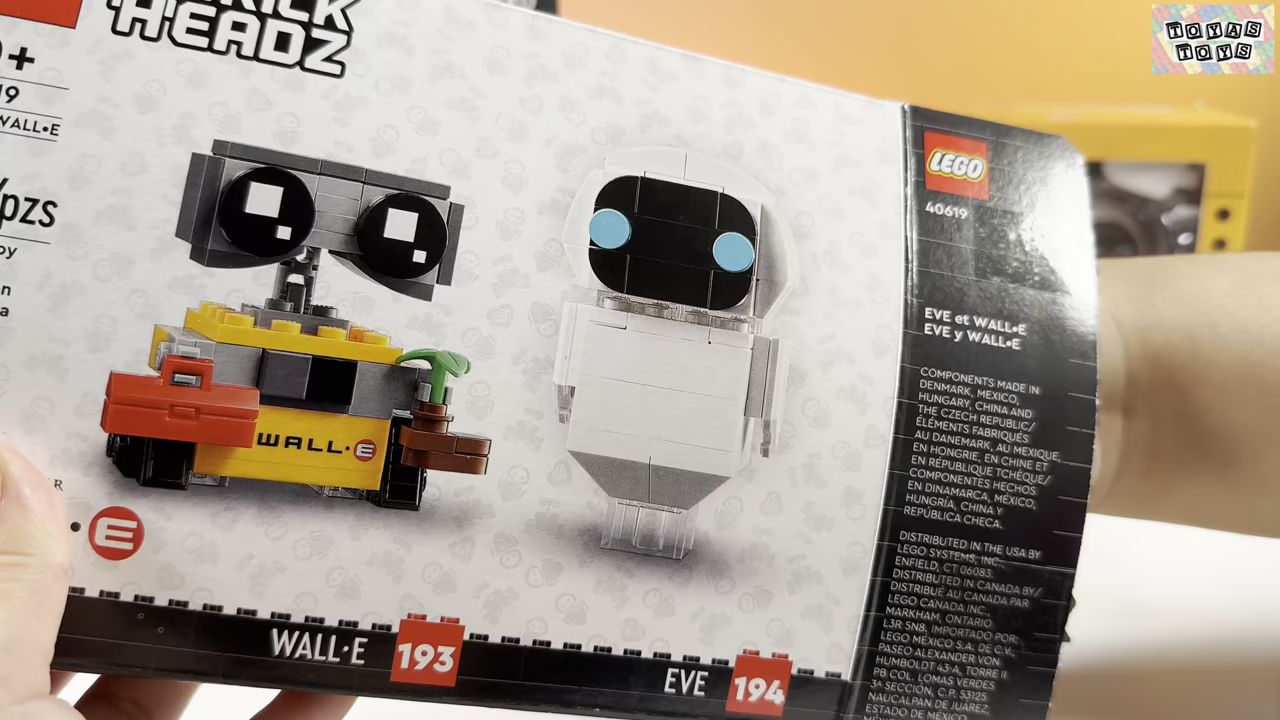 BRICK
HEADZ
TOYAS
TOYS
WALL•E
pzs
LEGO
40619
EVE et WALL•E
EVE y WALL•E
COMPONENTS MADE IN
DENMARK, MEXICO,
HUNGARY, CHINA AND
THE CZECH REPUBLIC/
ÉLÉMENTS FABRIQUÉS
AU DANEMARK, AU MEXIQUE,
EN HONGRIE, EN CHINE ET
EN RÉPUBLIQUE TCHÈQUE/
COMPONENTES HECHOS
EN DINAMARCA, MÉXICO,
HUNGRÍA, CHINA Y
REPÚBLICA CHECA.
DISTRIBUTED IN THE USA BY
LEGO SYSTEMS, INC.,
ENFIELD, CT 06083.
DISTRIBUTED IN CANADA BY/
DISTRIBUÉ AU CANADA PAR
LEGO CANADA INC.,
MARKHAM, ONTARIO
L3R 5N8. IMPORTADO POR:
LEGO MÉXICO S.A. DE C.V.,
PASEO ALEXANDER VON
HUMBOLDT 43-A, TORRE II
PB COL. LOMAS VERDES
3A SECCIÓN, C.P. 53125
NAUCALPAN DE JUÁREZ,
ESTADO DE MÉXICO
WALL•E
• E
WALL•E 193
EVE 194